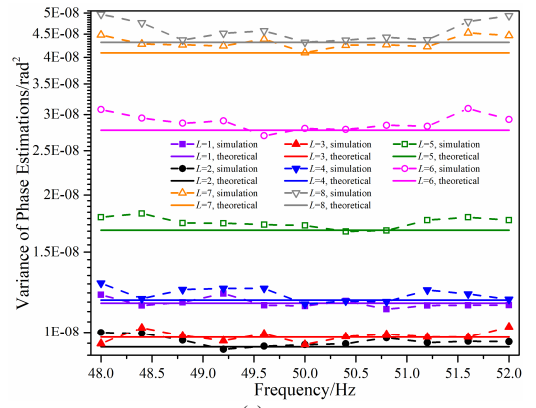 5E-08
4.5E-08
4E-08
3.5E-08
3E-08
2.5E-08
2E-08
1.5E-08
1E-08
Variance of Phase Estimations/rad²
L=1, simulation L=3, simulation L=5, simulation
L=1, theoretical L=3, theoretical L=5, theoretical
L=2, simulation L=4, simulation L=6, simulation
L=2, theoretical L=4, theoretical L=6, theoretical
L=7, simulation L=8, simulation
L=7, theoretical L=8, theoretical
48.0 48.5 49.0 49.5 50.0 50.5 51.0 51.5 52.0
Frequency/Hz